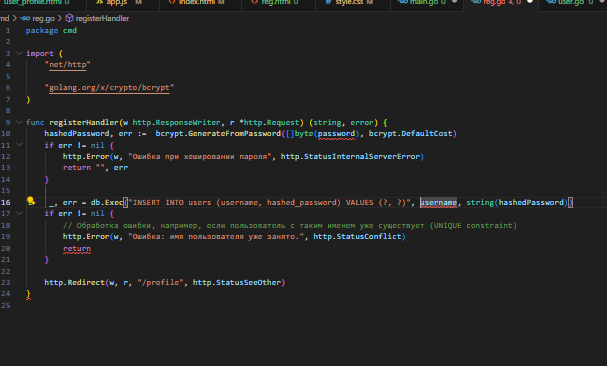 user_profile.html U app.js index.html U reg.html U style.css M main.go U reg.go 4, U user.go U
md > reg.go > registerHandler
1 package cmd
2
3 import (
4 "net/http"
5
6 "golang.org/x/crypto/bcrypt"
7 )
8
9 func registerHandler(w http.ResponseWriter, r *http.Request) (string, error) {
10 hashedPassword, err := bcrypt.GenerateFromPassword([]byte(password), bcrypt.DefaultCost)
11 if err != nil {
12 http.Error(w, "Ошибка при хешировании пароля", http.StatusInternalServerError)
13 return "", err
14 }
15
16 _, err = db.Exec("INSERT INTO users (username, hashed_password) VALUES (?, ?)", username, string(hashedPassword))
17 if err != nil {
18 // Обработка ошибки, например, если пользователь с таким именем уже существует (UNIQUE constraint)
19 http.Error(w, "Ошибка: имя пользователя уже занято.", http.StatusConflict)
20 return
21 }
22
23 http.Redirect(w, r, "/profile", http.StatusSeeOther)
24 }
25